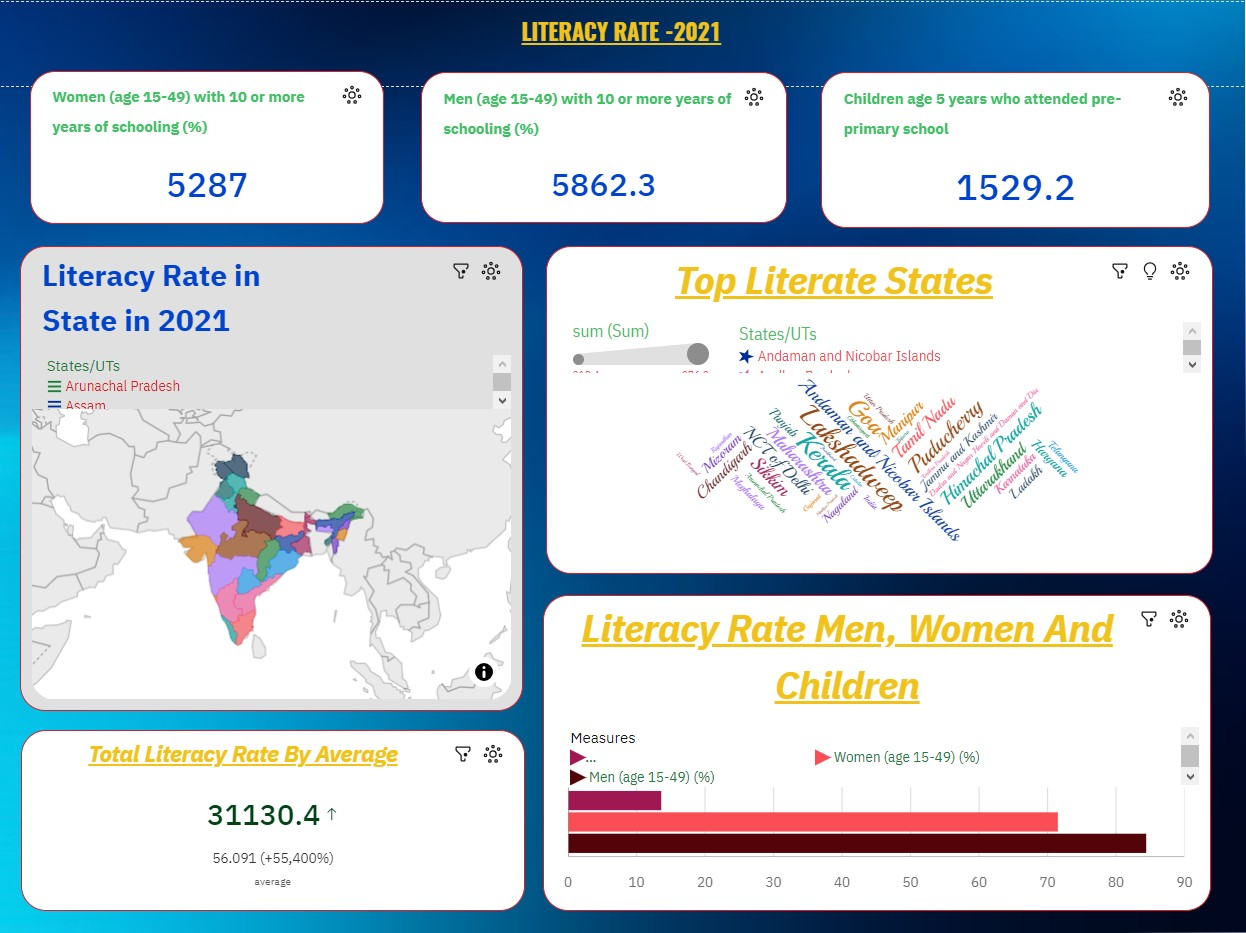 LITERACY RATE -2021
Women (age 15-49) with 10 or more
years of schooling (%)
5287
Men (age 15-49) with 10 or more years of
schooling (%)
5862.3
Children age 5 years who attended pre-
primary school
1529.2
Literacy Rate in
State in 2021
States/UTs
Arunachal Pradesh
Assam
Top Literate States
sum (Sum)
States/UTs
Andaman and Nicobar Islands
Andaman and Nicobar Islands
Lakshadweep
Kerala
Goa
Manipur
Tamil Nadu
Puducherry
Jammu and Kashmir
Himachal Pradesh
Uttarakhand
Karnataka
Ladakh
Haryana
Telangana
Punjab
Maharashtra
NCT of Delhi
Sikkim
Chandigarh
Mizoram
Meghalaya
Arunachal Pradesh
Nagaland
Literacy Rate Men, Women And
Children
Measures
...
Women (age 15-49) (%)
Men (age 15-49) (%)
0 10 20 30 40 50 60 70 80 90
Total Literacy Rate By Average
31130.4 ↑
56.091 (+55,400%)
average